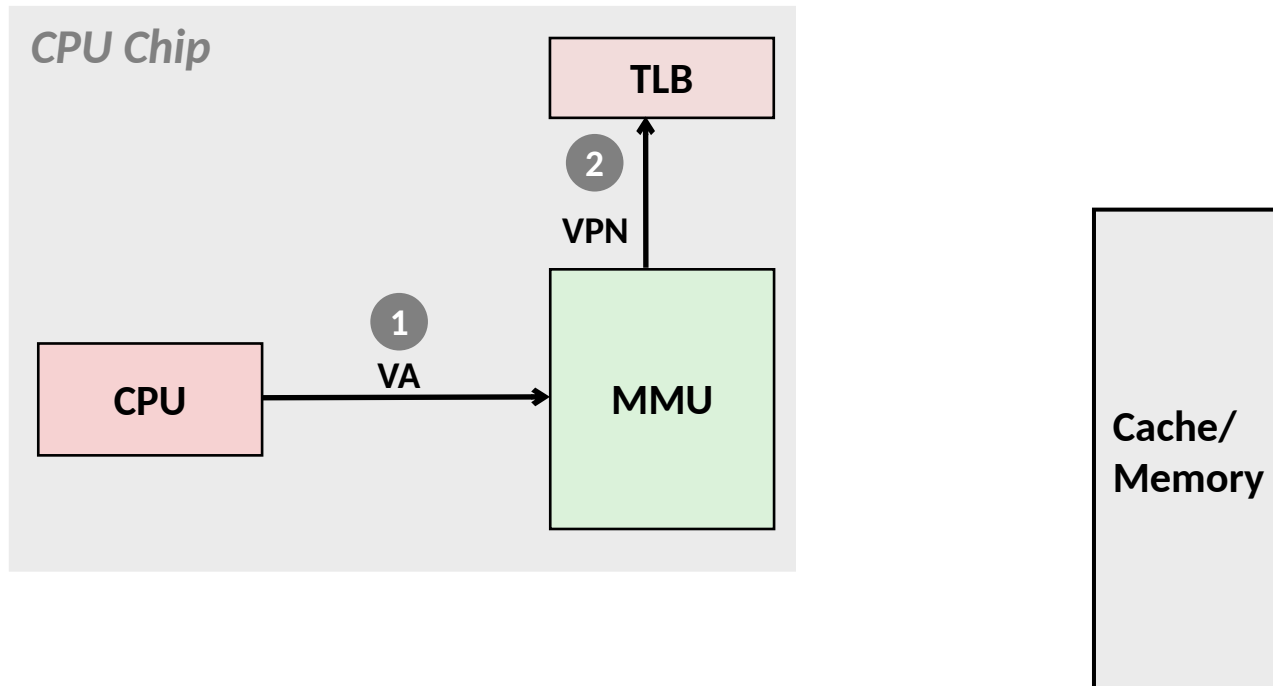 CPU Chip
TLB
2
VPN
1
VA
CPU
MMU
Cache/
Memory